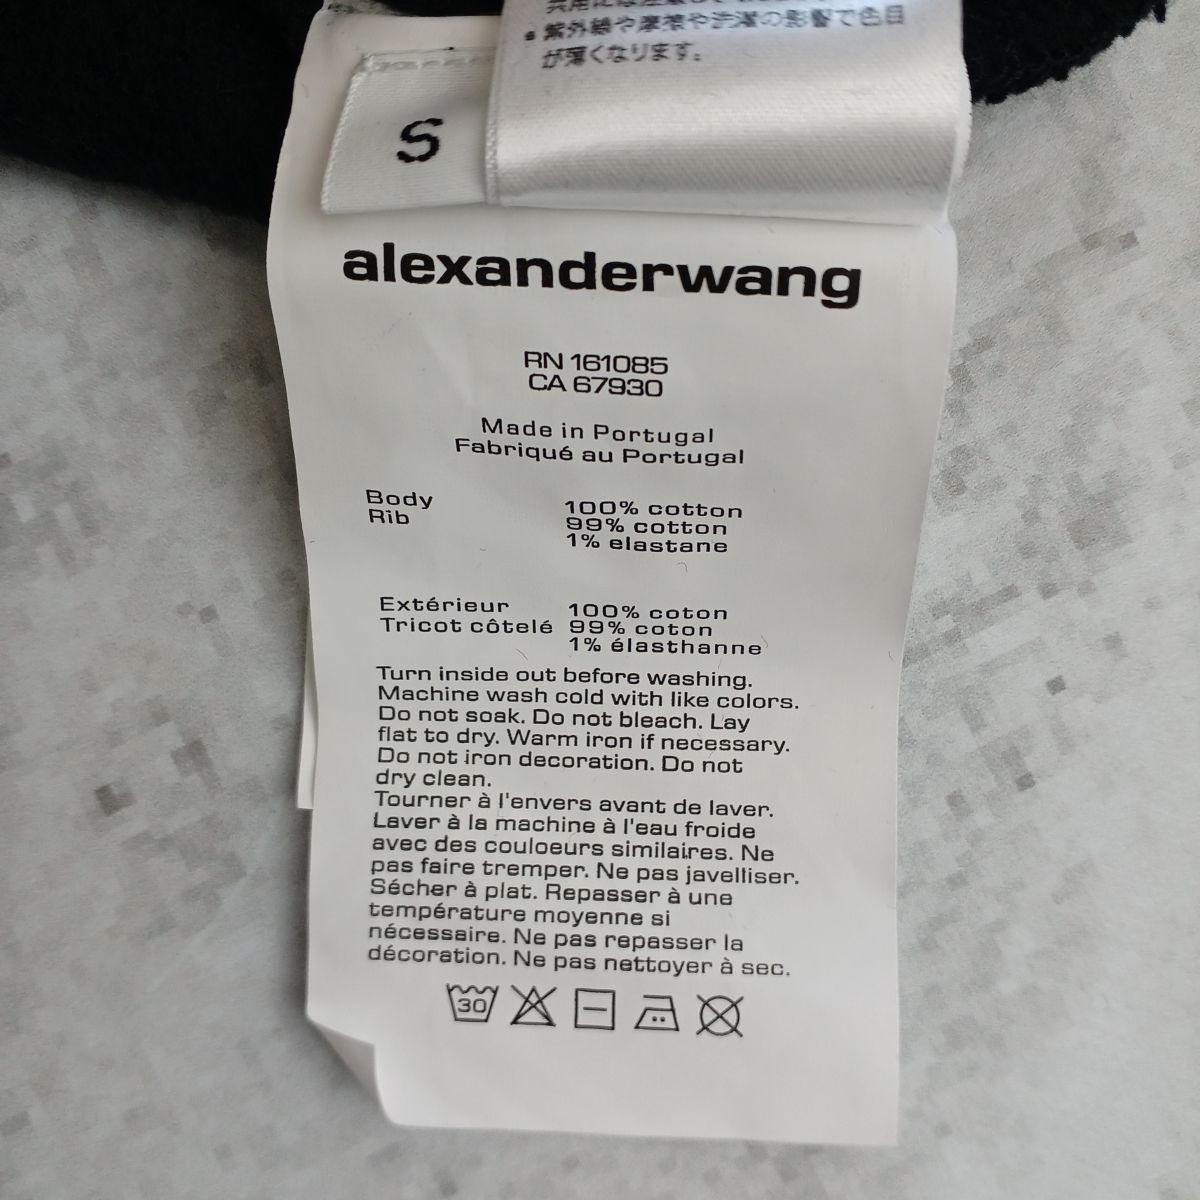 紫外線や摩擦や洗濯の影響で色目
が薄くなります。
S
alexanderwang
RN 161085
CA 67930
Made in Portugal
Fabriqué au Portugal
Body 100% cotton
Rib 99% cotton
1% elastane
Extérieur 100% coton
Tricot côtelé 99% coton
1% élasthanne
Turn inside out before washing.
Machine wash cold with like colors.
Do not soak. Do not bleach. Lay
flat to dry. Warm iron if necessary.
Do not iron decoration. Do not
dry clean.
Tourner à l'envers avant de laver.
Laver à la machine à l'eau froide
avec des couloeurs similaires. Ne
pas faire tremper. Ne pas javelliser.
Sécher à plat. Repasser à une
température moyenne si
nécessaire. Ne pas repasser la
décoration. Ne pas nettoyer à sec.
30